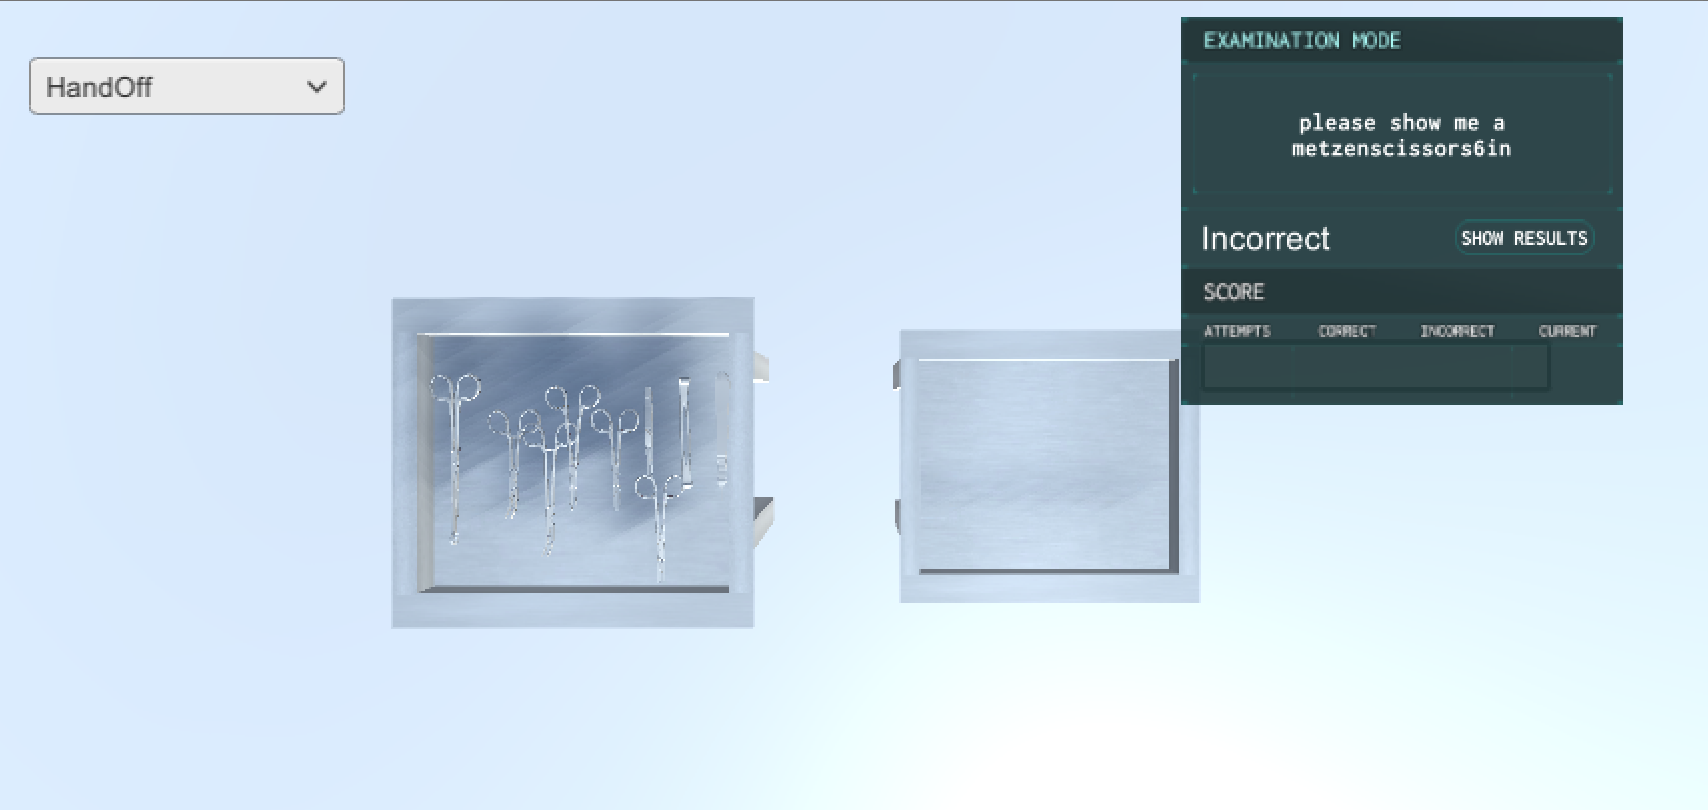 HandOff
EXAMINATION MODE
please show me a
metzenscissors6in
Incorrect
SHOW RESULTS
SCORE
ATTEMPTS CORRECT INCORRECT CURRENT